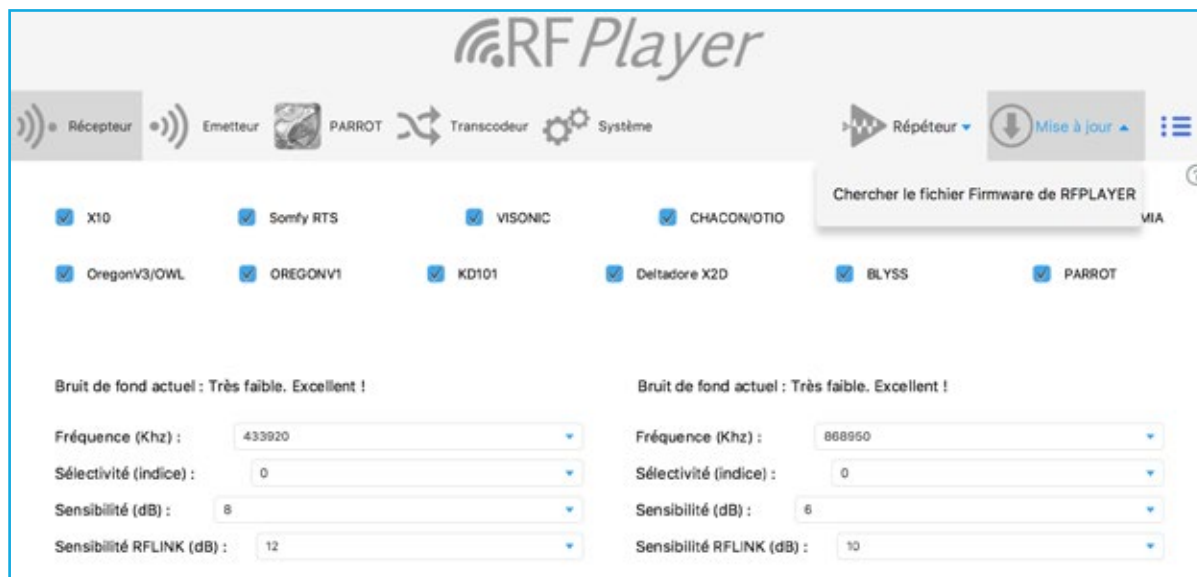 RFPlayer
Récepteur Emetteur PARROT Transcodeur Système Répéteur Mise à jour
Chercher le fichier Firmware de RFPLAYER
X10 Somfy RTS VISONIC CHACON/OTIO MIA
OregonV3/OWL OREGONV1 KD101 Deltadore X2D BLYSS PARROT
Bruit de fond actuel : Très faible. Excellent ! Bruit de fond actuel : Très faible. Excellent !
Fréquence (Khz) : 433920 Fréquence (Khz) : 868950
Sélectivité (indice) : 0 Sélectivité (indice) : 0
Sensibilité (dB) : 8 Sensibilité (dB) : 6
Sensibilité RFLINK (dB) : 12 Sensibilité RFLINK (dB) : 10